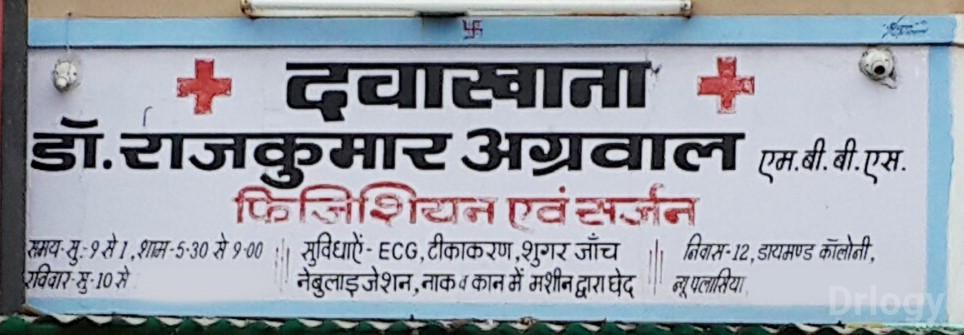 दवाखाना
डॉ. राजकुमार अग्रवाल एम.बी.बी.एस.
फिजिशियन एवं सर्जन
समय-सु.-9 से 1, शाम-5-30 से 9-00
रविवार-सु-10 से
सुविधाऐं- ECG, टीकाकरण, शुगर जाँच
नेबुलाइजेशन, नाक व कान में मशीन द्वारा छेद
निवास-12, डायमण्ड कॉलोनी,
न्यू पलासिया
Drlogy